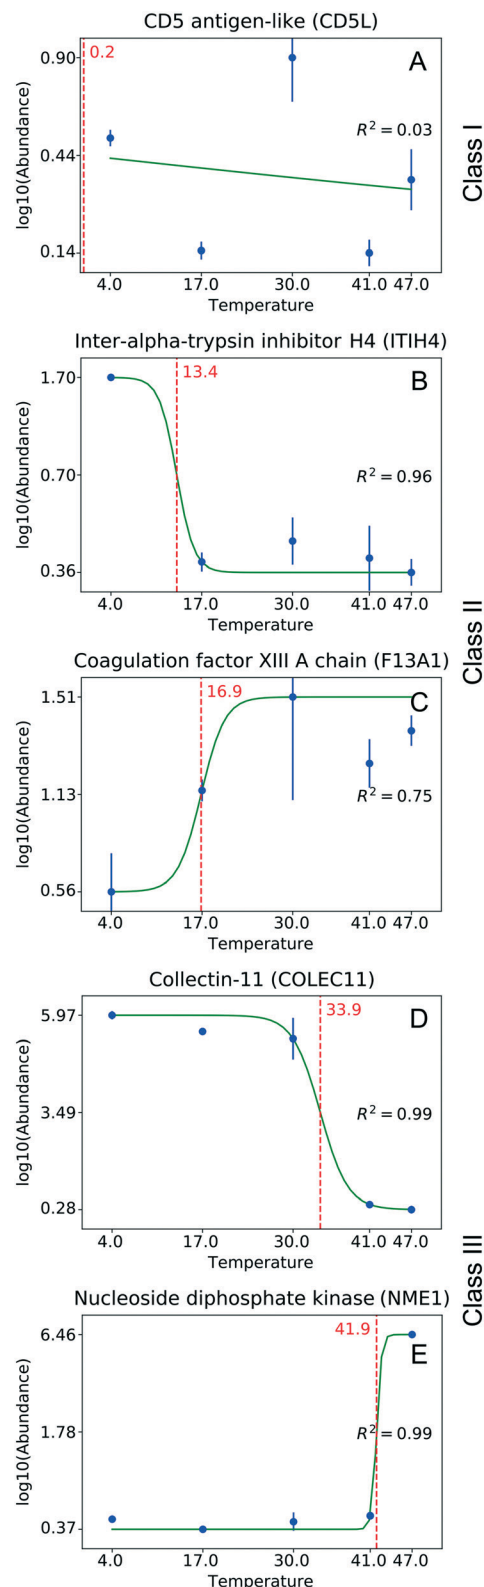 CD5 antigen-like (CD5L)
0.2
A
0.90
R² = 0.03
0.44
0.14
log10(Abundance)
4.0 17.0 30.0 41.0 47.0
Temperature
Class I
Inter-alpha-trypsin inhibitor H4 (ITIH4)
13.4
B
1.70
R² = 0.96
0.70
0.36
log10(Abundance)
4.0 17.0 30.0 41.0 47.0
Class II
Coagulation factor XIII A chain (F13A1)
16.9
C
1.51
R² = 0.75
1.13
0.56
log10(Abundance)
4.0 17.0 30.0 41.0 47.0
Temperature
Collectin-11 (COLEC11)
33.9
D
5.97
R² = 0.99
3.49
0.28
log10(Abundance)
4.0 17.0 30.0 41.0 47.0
Class III
Nucleoside diphosphate kinase (NME1)
41.9
E
6.46
R² = 0.99
1.78
0.37
log10(Abundance)
4.0 17.0 30.0 41.0 47.0
Temperature